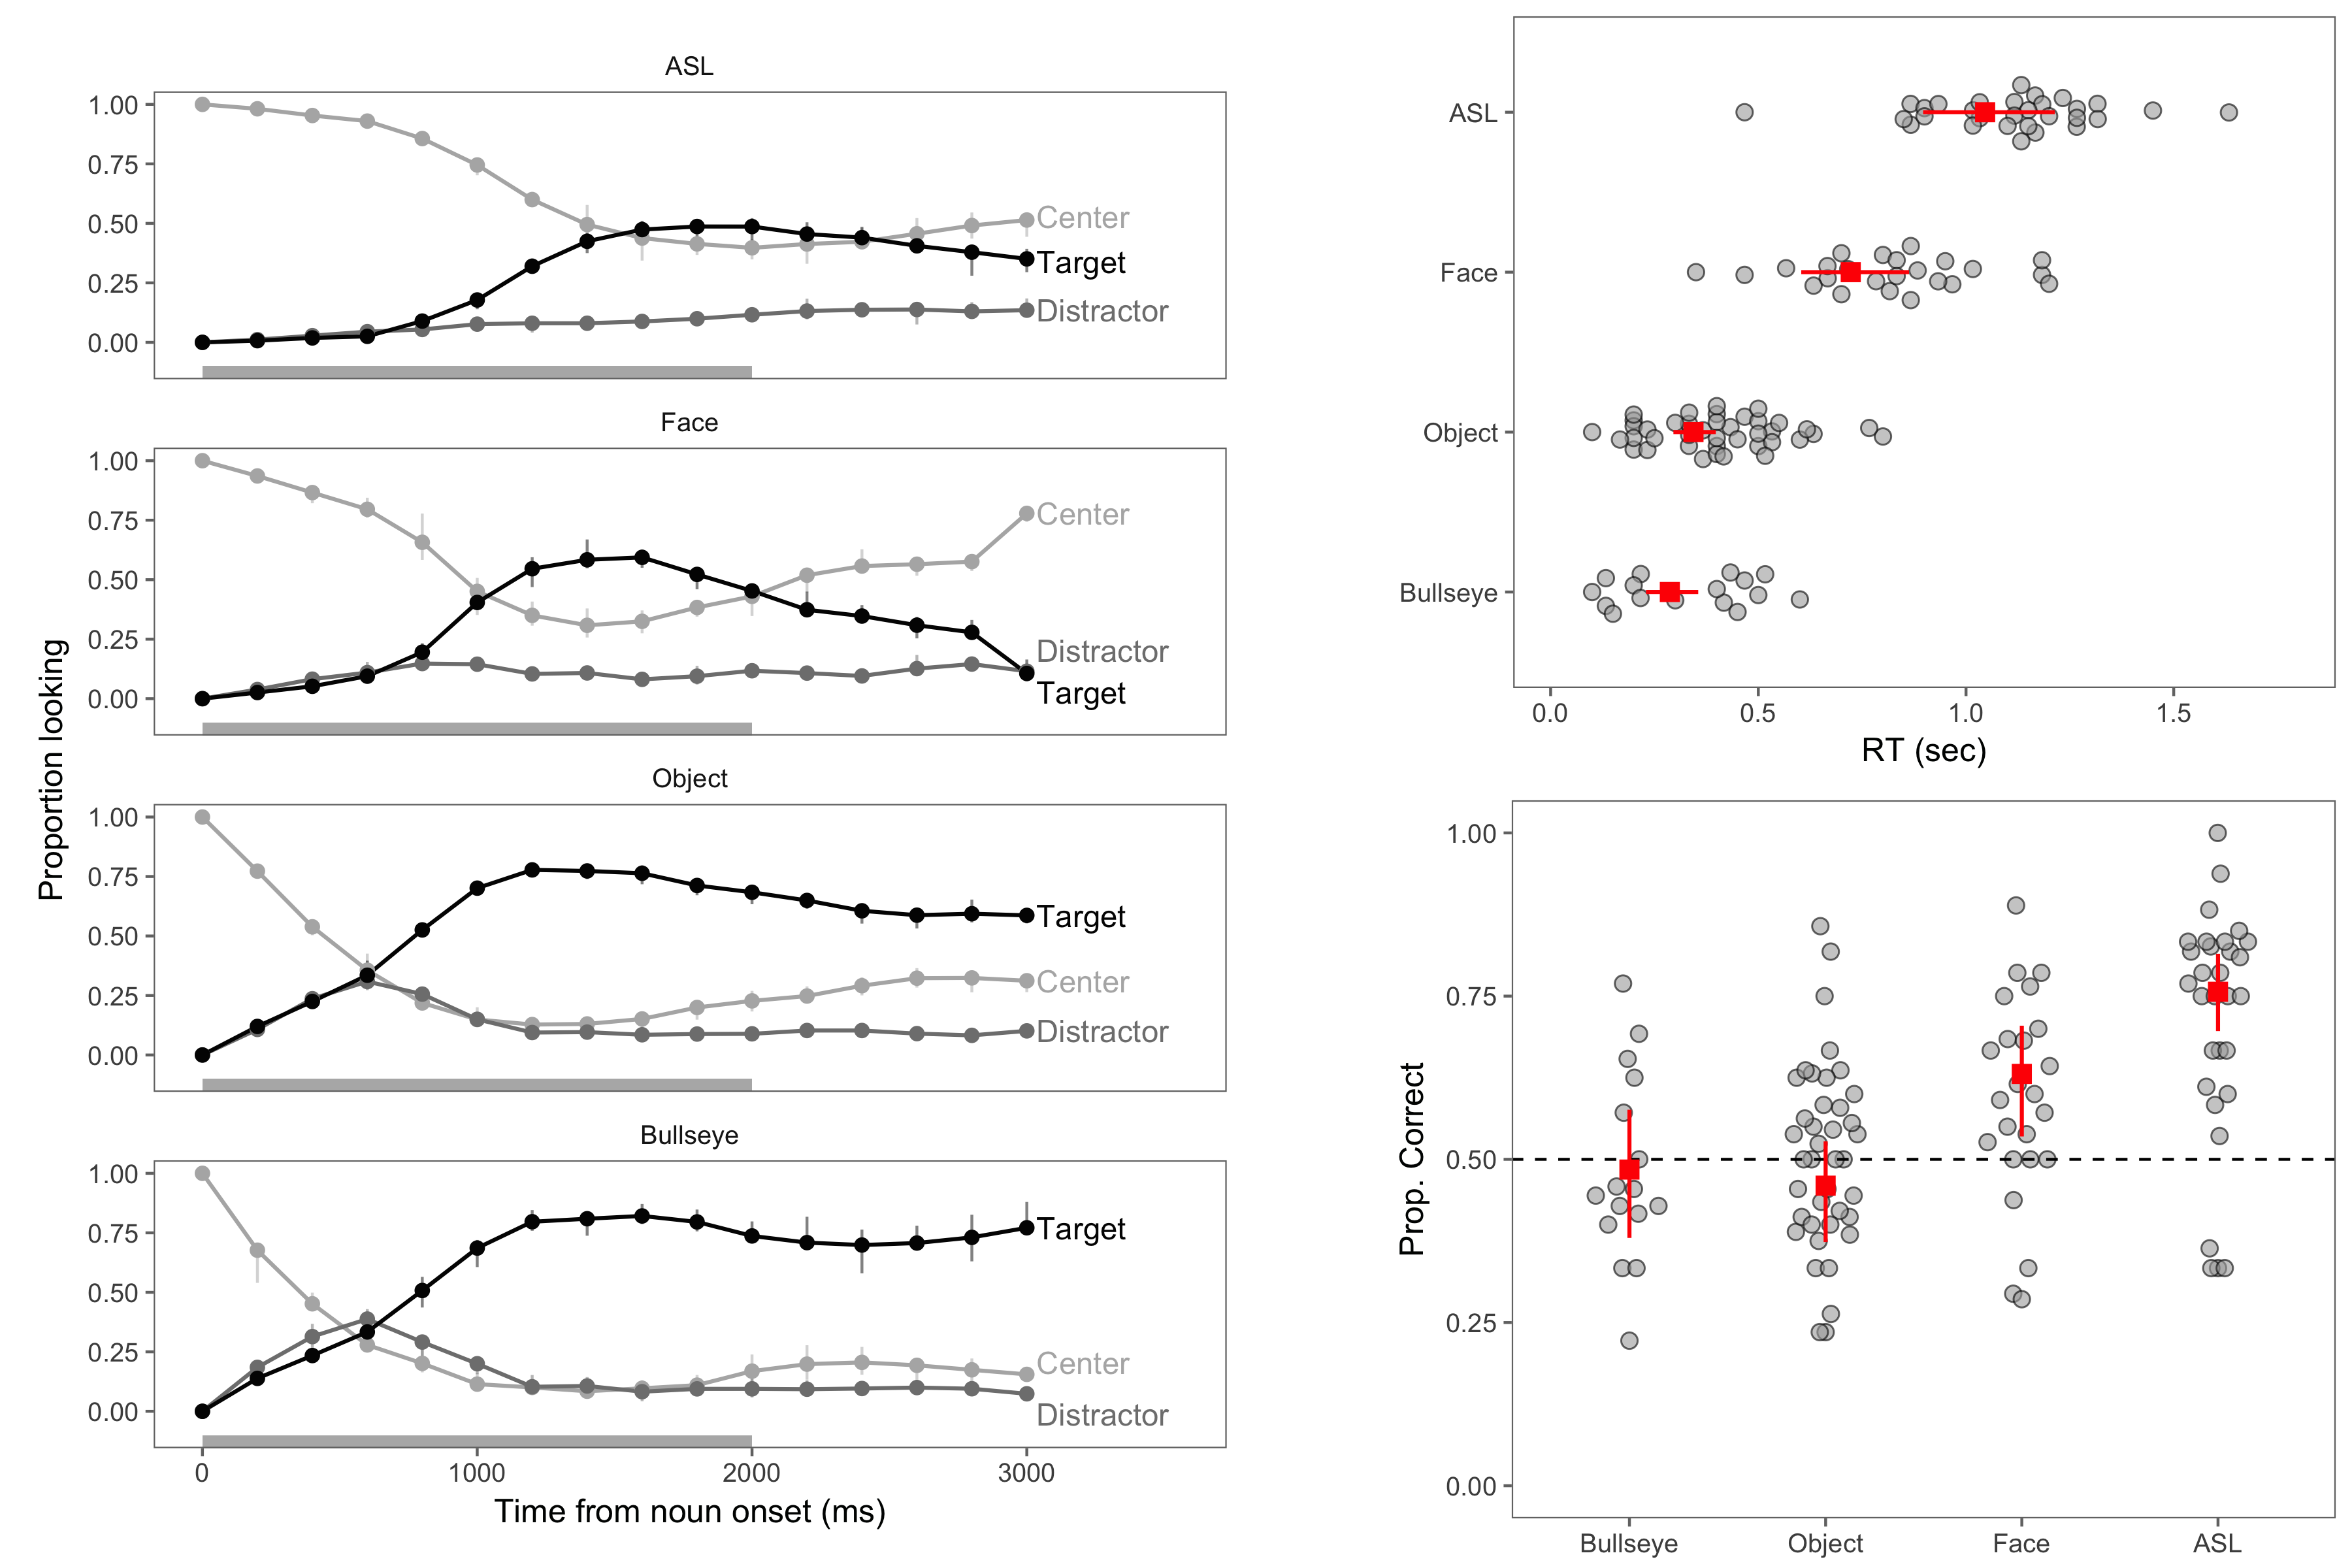 ASL
1.00
0.75
0.50
0.25
0.00
Center
Target
Distractor
Face
1.00
0.75
0.50
0.25
0.00
Center
Distractor
Target
Object
1.00
0.75
0.50
0.25
0.00
Target
Center
Distractor
Bullseye
1.00
0.75
0.50
0.25
0.00
Target
Center
Distractor
0 1000 2000 3000
Time from noun onset (ms)
Proportion looking
ASL
Face
Object
Bullseye
0.0 0.5 1.0 1.5
RT (sec)
1.00
0.75
0.50
0.25
0.00
Prop. Correct
Bullseye Object Face ASL